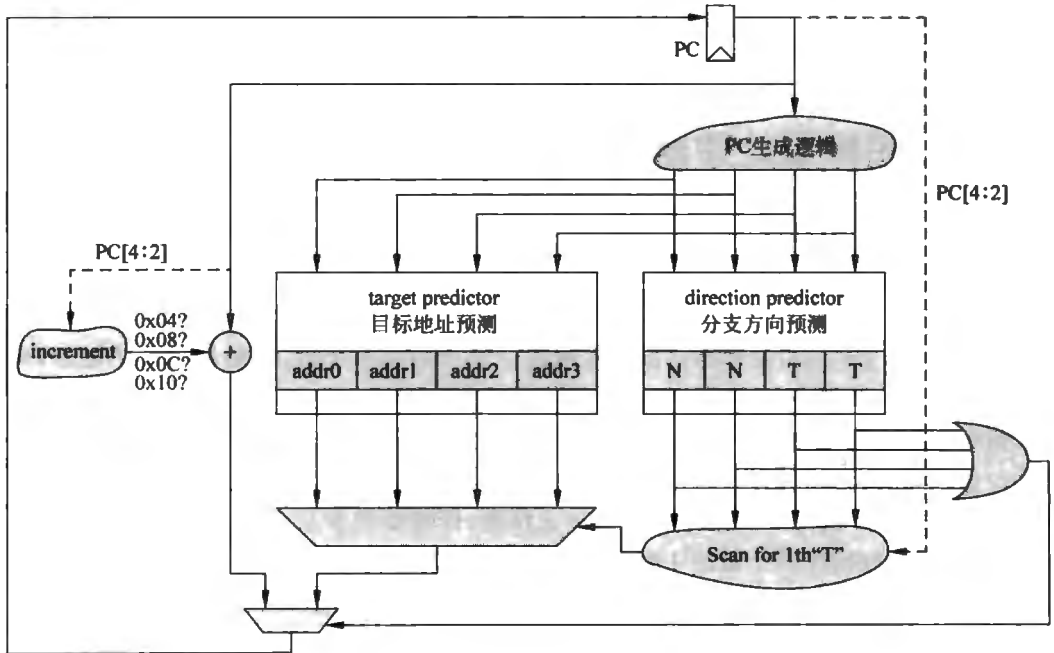 PC
PC生成逻辑
PC[4:2]
PC[4:2]
increment
0x04?
0x08?
0x0C?
0x10?
+
target predictor
目标地址预测
addr0 addr1 addr2 addr3
direction predictor
分支方向预测
N N T T
Scan for 1th“T”